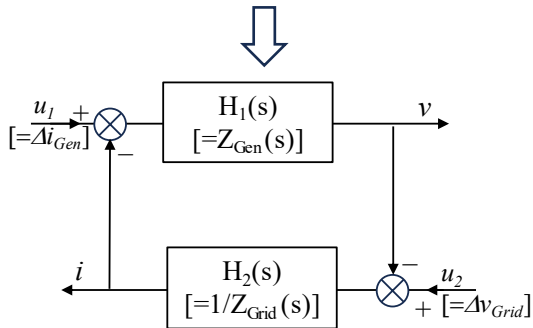 u₁ +
[=Δi_Gen]
−
H₁(s)
[=Z_Gen(s)]
v
i
H₂(s)
[=1/Z_Grid(s)]
−
u₂
+ [=Δv_Grid]